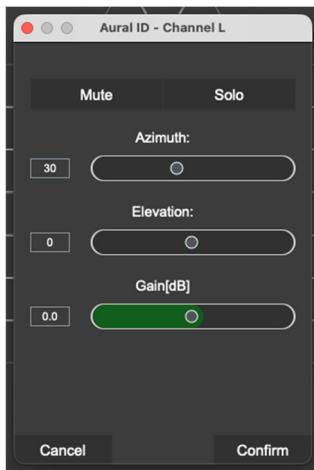 Aural ID - Channel L
Mute Solo
Azimuth:
30
Elevation:
0
Gain[dB]
0.0
Cancel Confirm